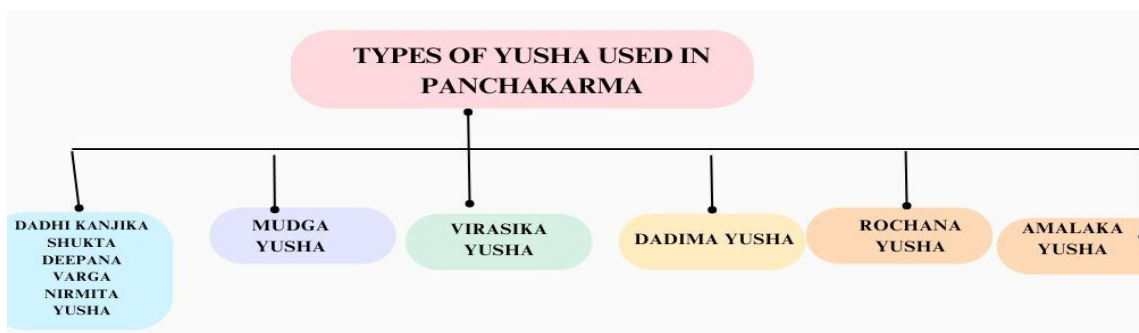 TYPES OF YUSHA USED IN
PANCHAKARMA
DADHI KANJIKA
SHUKTA
DEEPANA
VARGA
NIRMITA
YUSHA
MUDGA
YUSHA
VIRASIKA
YUSHA
DADIMA YUSHA
ROCHANA
YUSHA
AMALAKA
YUSHA